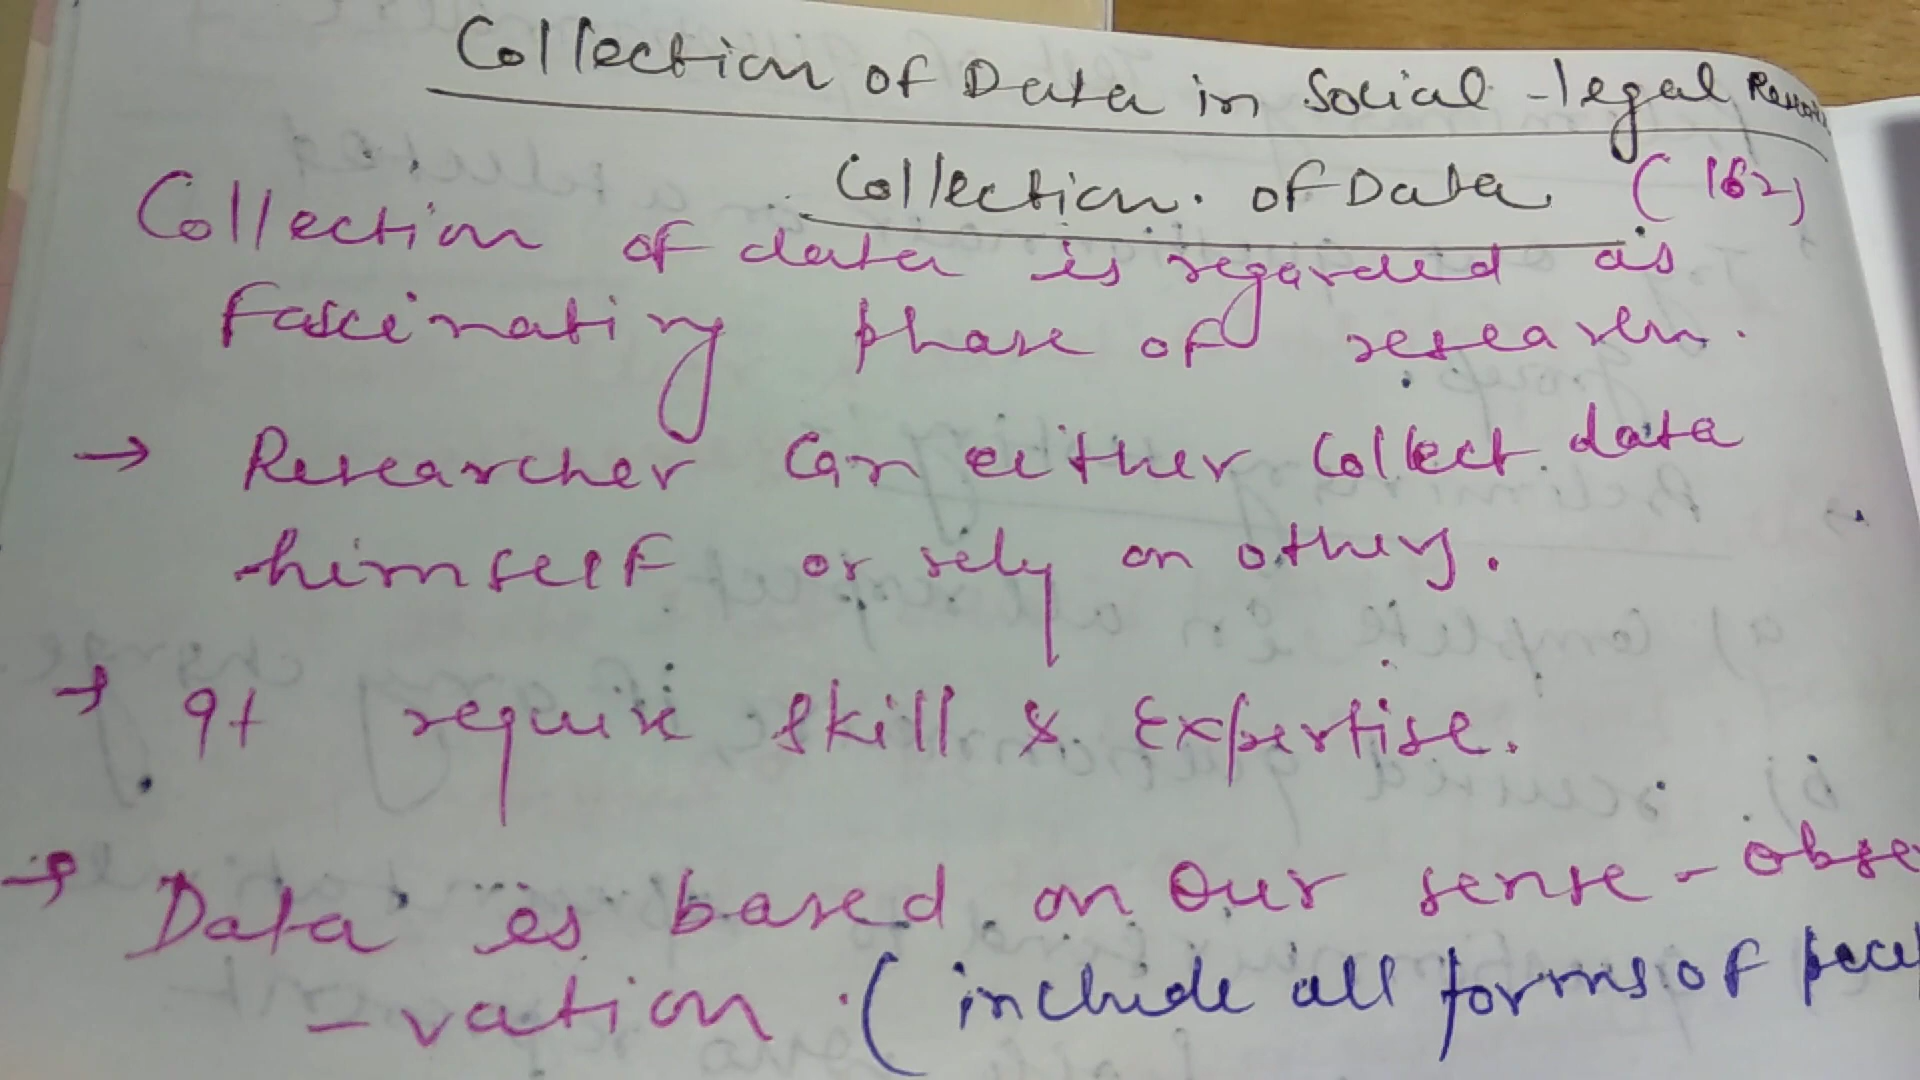 Collection of Data in Social-legal
Collection of Data (162)
Collection of data is regarded as
fascinating phase of research.
→ Researcher can either collect data
himself or rely on others.
→ It require skill & Expertise.
→ Data is based on our sense - obse
- vation. (include all forms of